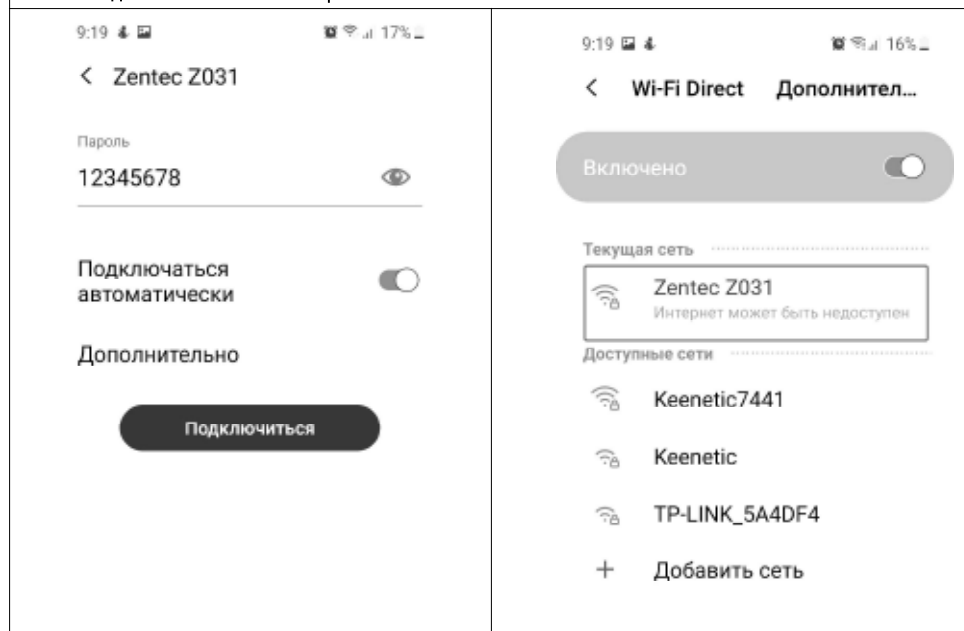 9:19
17%
Zentec Z031
Пароль
12345678
Подключаться
автоматически
Дополнительно
Подключиться
9:19
16%
Wi-Fi Direct Дополнител...
Включено
Текущая сеть
Zentec Z031
Интернет может быть недоступен
Доступные сети
Keenetic7441
Keenetic
TP-LINK_5A4DF4
+ Добавить сеть